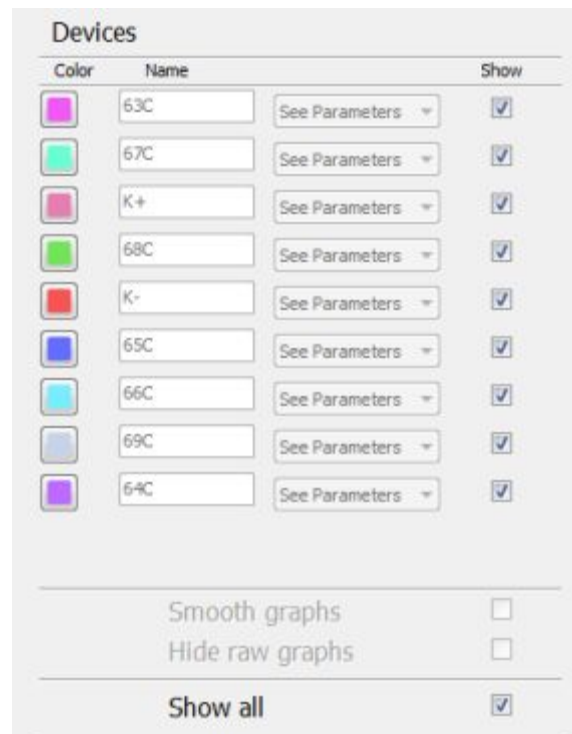 Devices
Color Name Show
63C See Parameters
67C See Parameters
K+ See Parameters
68C See Parameters
K- See Parameters
65C See Parameters
66C See Parameters
69C See Parameters
64C See Parameters
Smooth graphs
Hide raw graphs
Show all